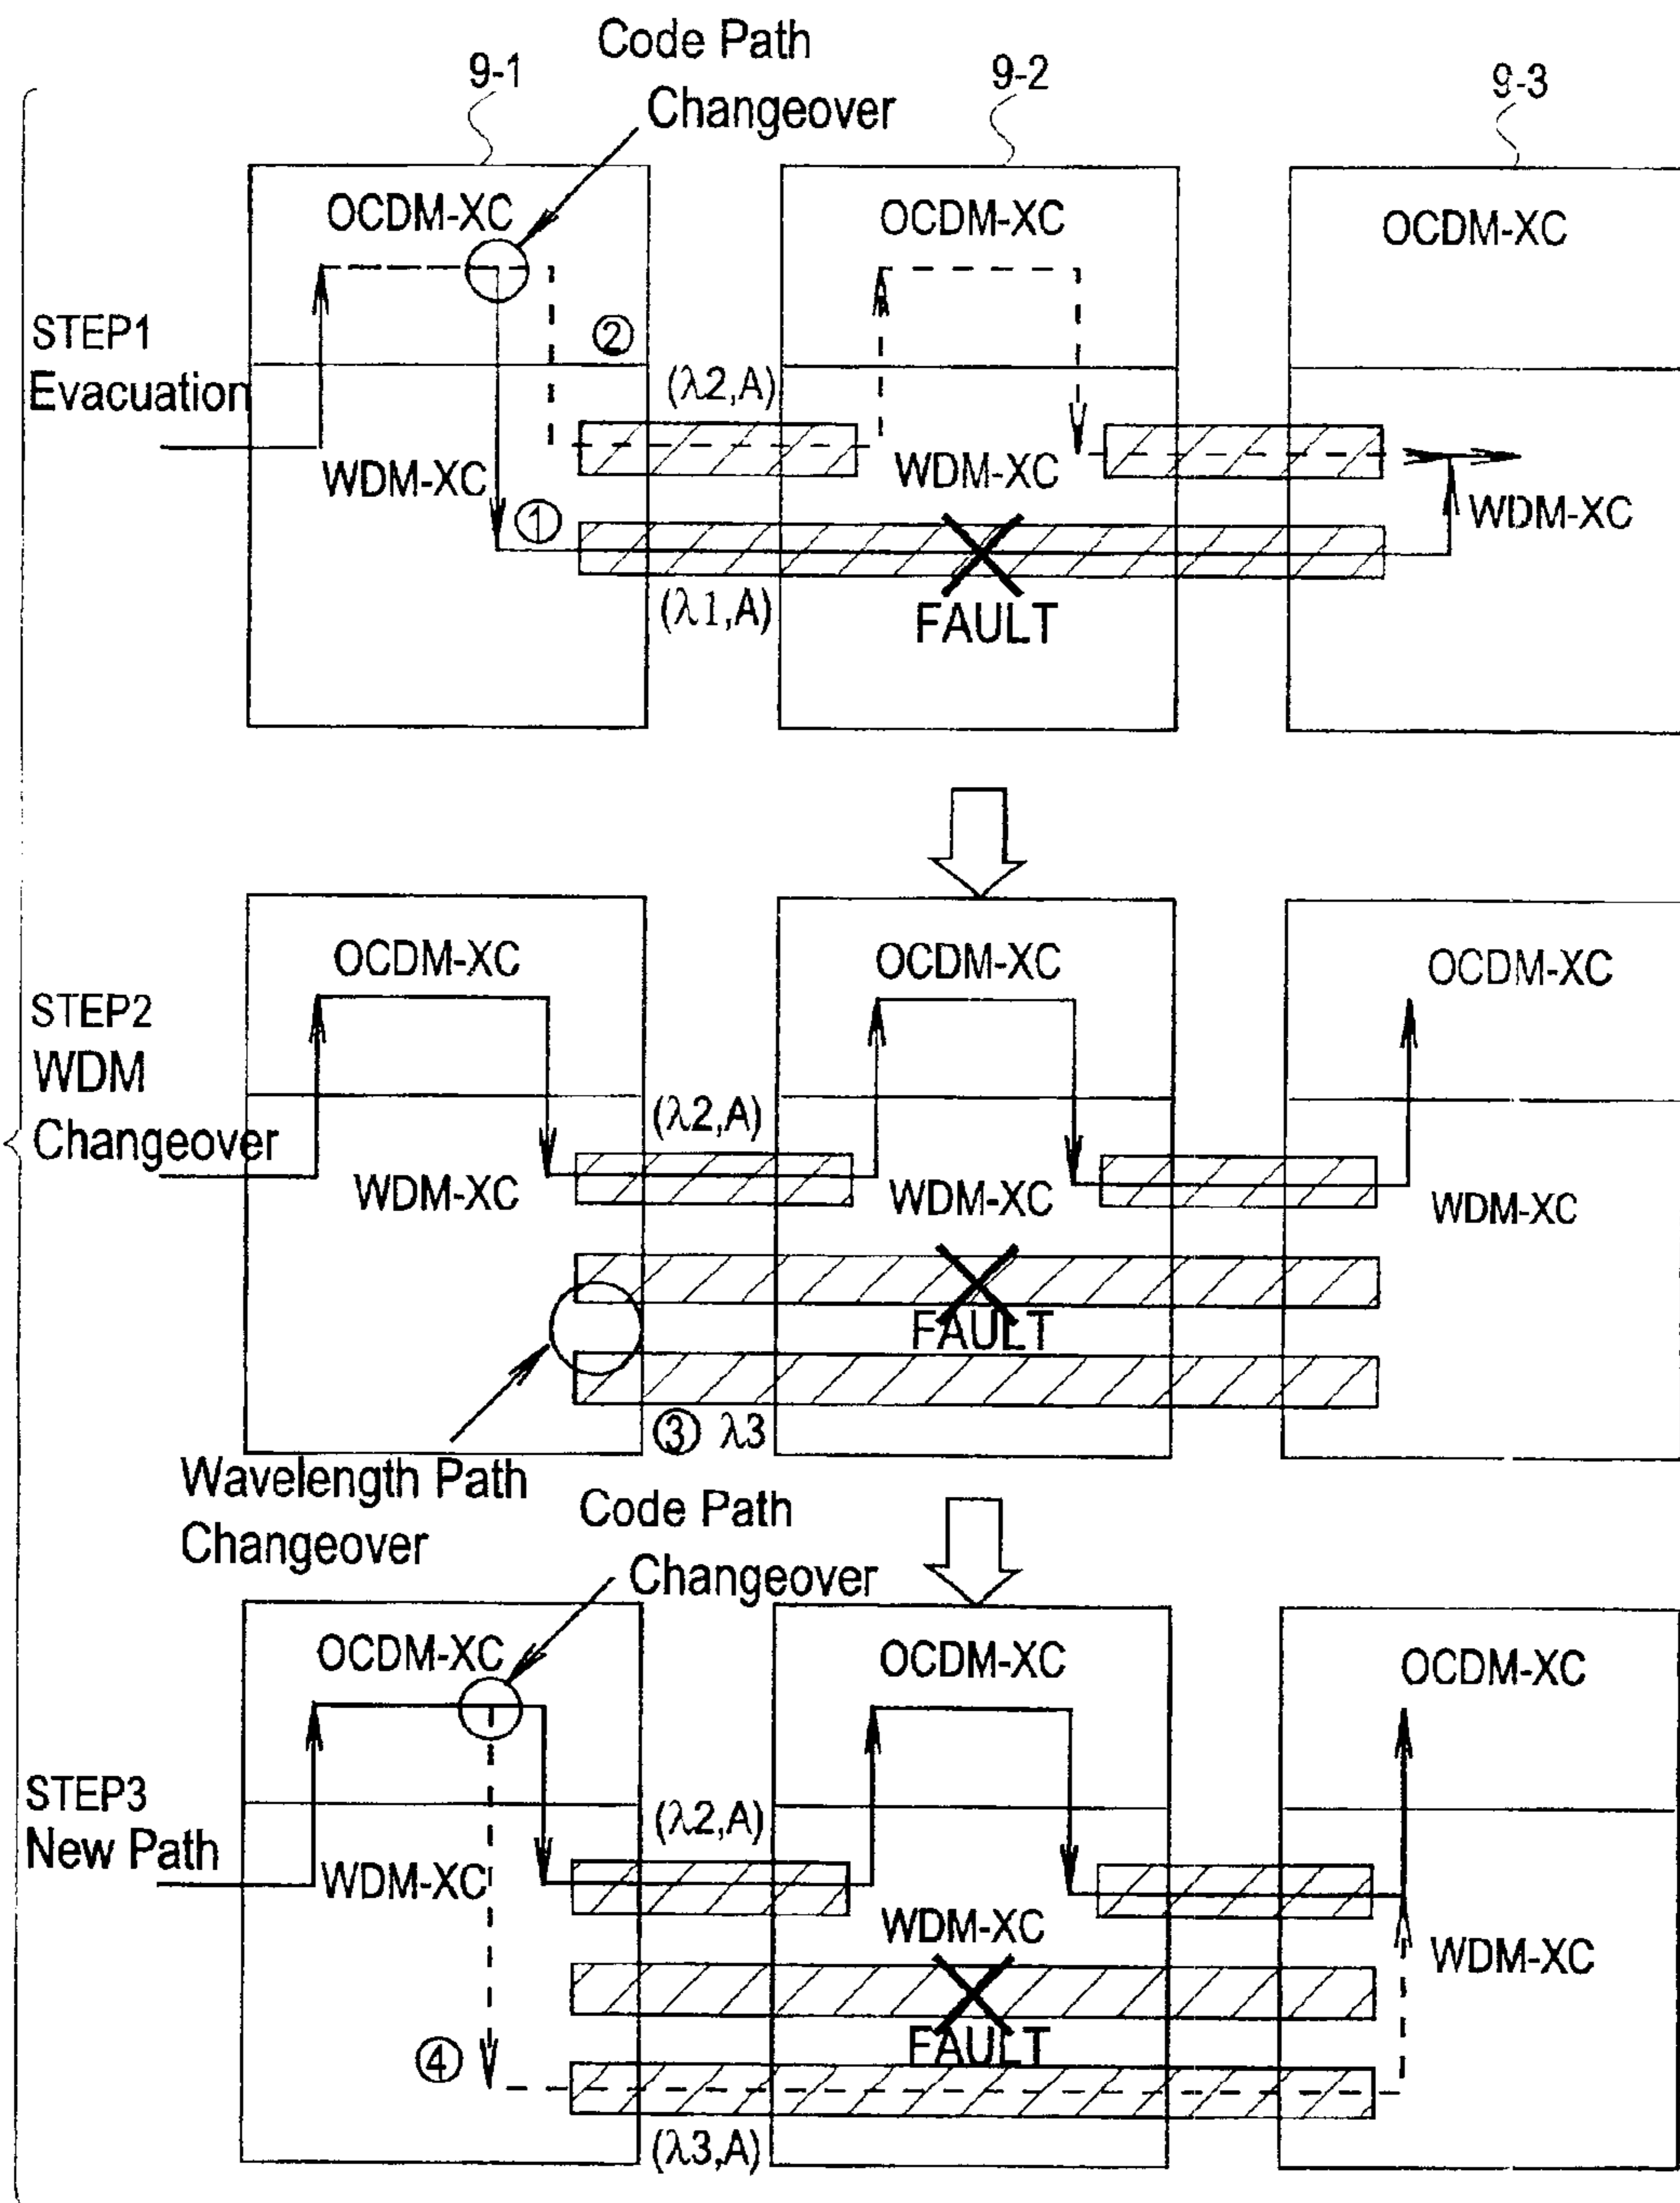 Code Path
Changeover
9-1
9-2
9-3
OCDM-XC
OCDM-XC
OCDM-XC
STEP1
Evacuation
②
(λ2,A)
WDM-XC
WDM-XC
WDM-XC
①
(λ1,A)
FAULT
OCDM-XC
OCDM-XC
OCDM-XC
STEP2
WDM
Changeover
(λ2,A)
WDM-XC
WDM-XC
WDM-XC
FAULT
③ λ3
Wavelength Path
Changeover
Code Path
Changeover
OCDM-XC
OCDM-XC
OCDM-XC
STEP3
New Path
(λ2,A)
WDM-XC
WDM-XC
WDM-XC
FAULT
④
(λ3,A)